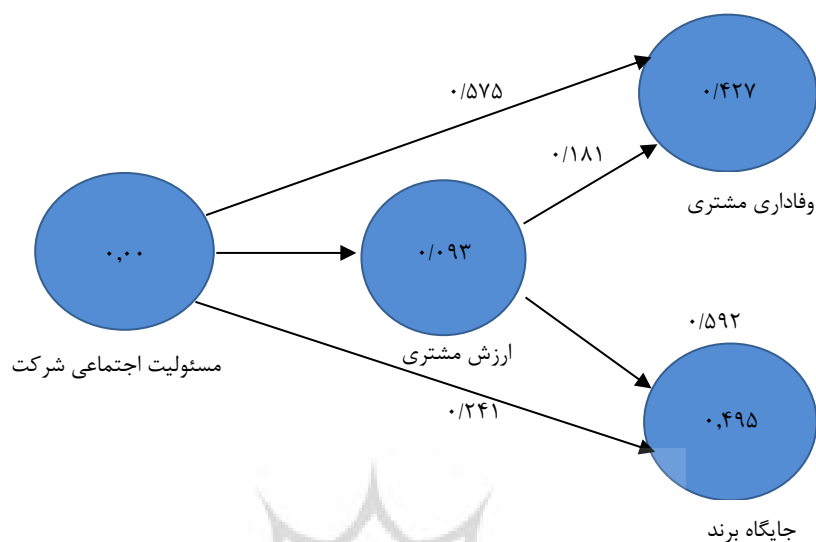 ۰/۴۲۷
۰/۵۷۵
۰/۱۸۱
وفاداری مشتری
۰,۰۰
۰/۰۹۳
۰/۵۹۲
ارزش مشتری
مسئولیت اجتماعی شرکت
۰/۲۴۱
۰,۴۹۵
جایگاه برند